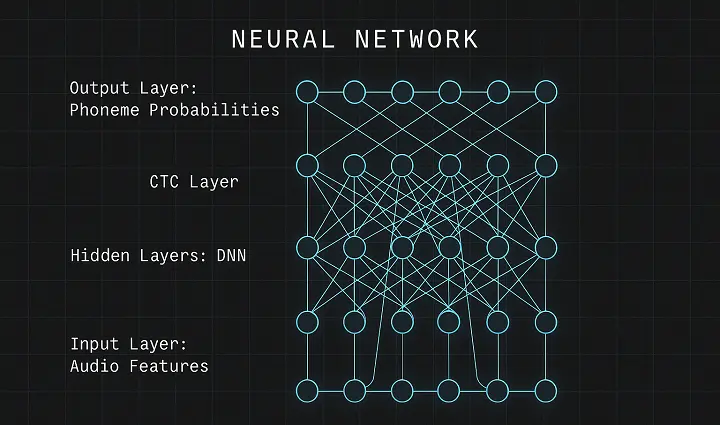 NEURAL NETWORK
Output Layer:
Phoneme Probabilities
CTC Layer
Hidden Layers: DNN
Input Layer:
Audio Features